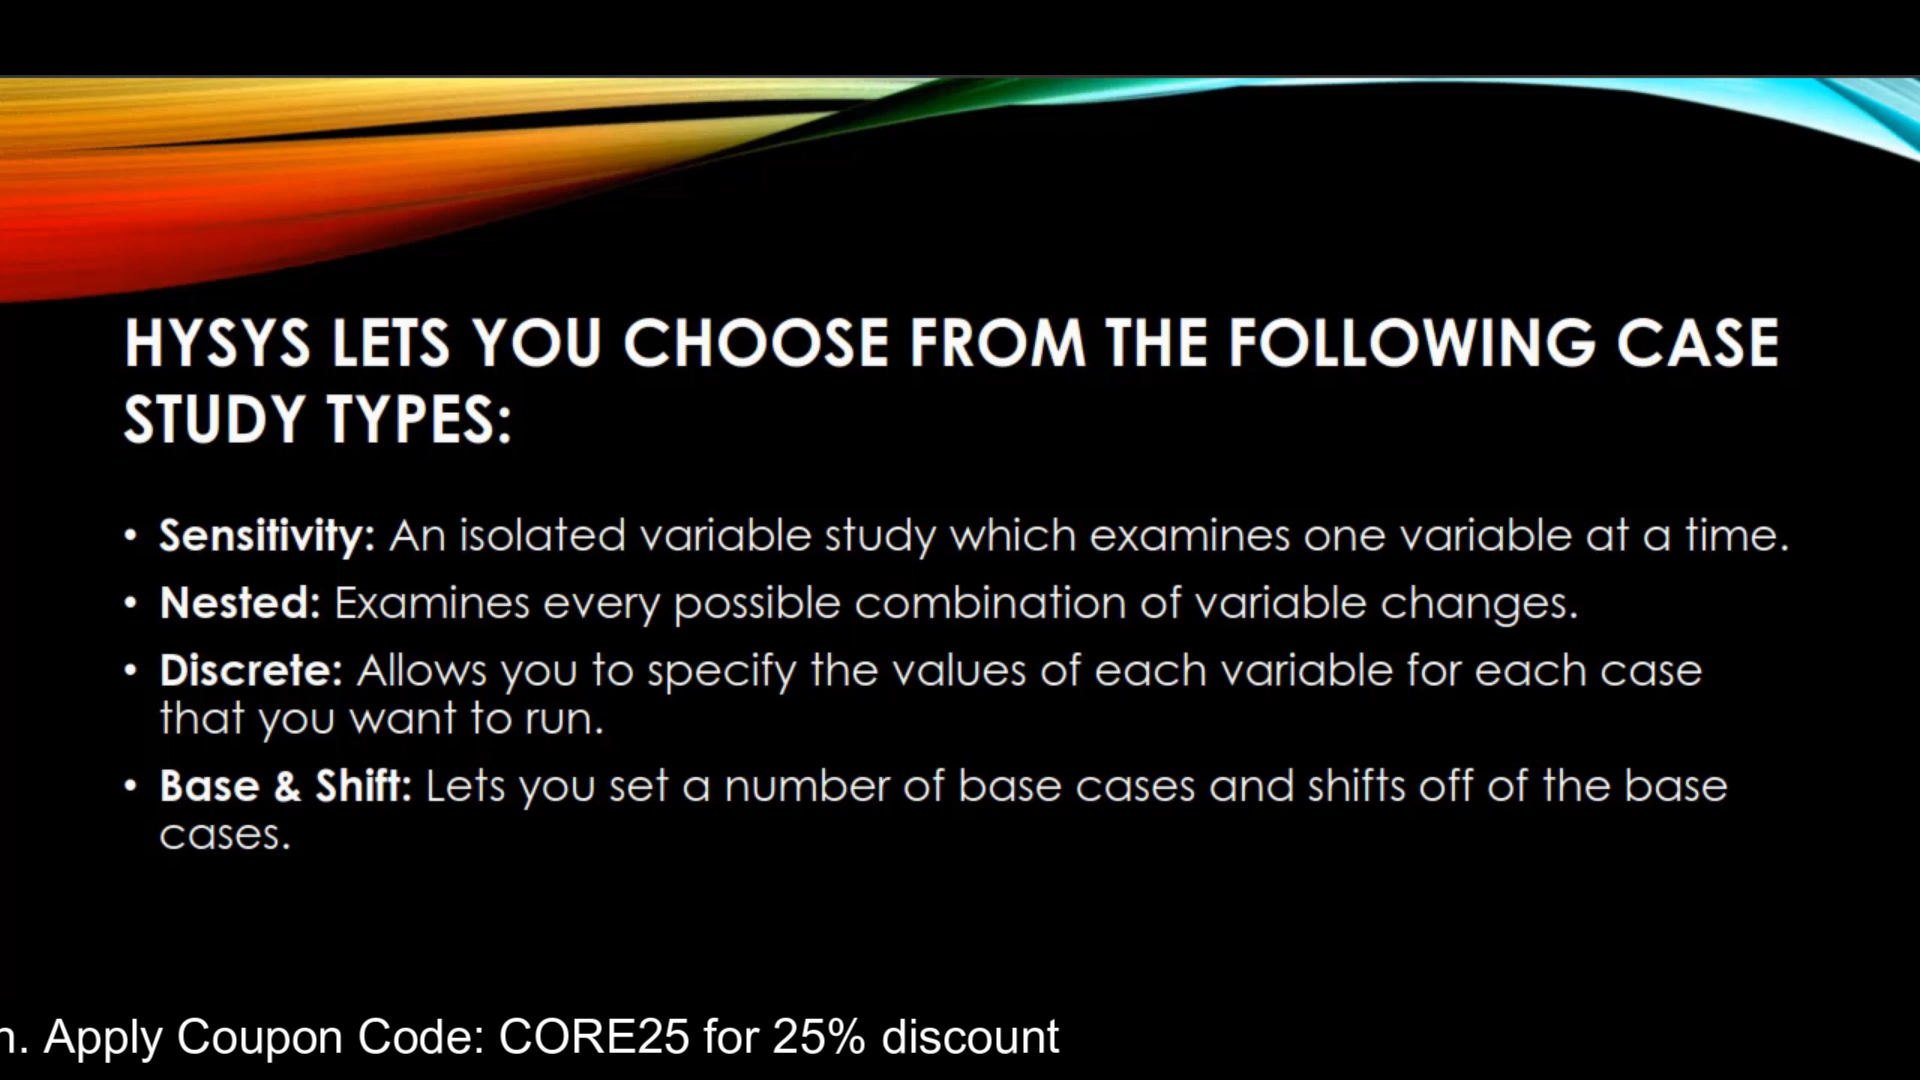 HYSYS LETS YOU CHOOSE FROM THE FOLLOWING CASE
STUDY TYPES:
• Sensitivity: An isolated variable study which examines one variable at a time.
• Nested: Examines every possible combination of variable changes.
• Discrete: Allows you to specify the values of each variable for each case
that you want to run.
• Base & Shift: Lets you set a number of base cases and shifts off of the base
cases.
n. Apply Coupon Code: CORE25 for 25% discount